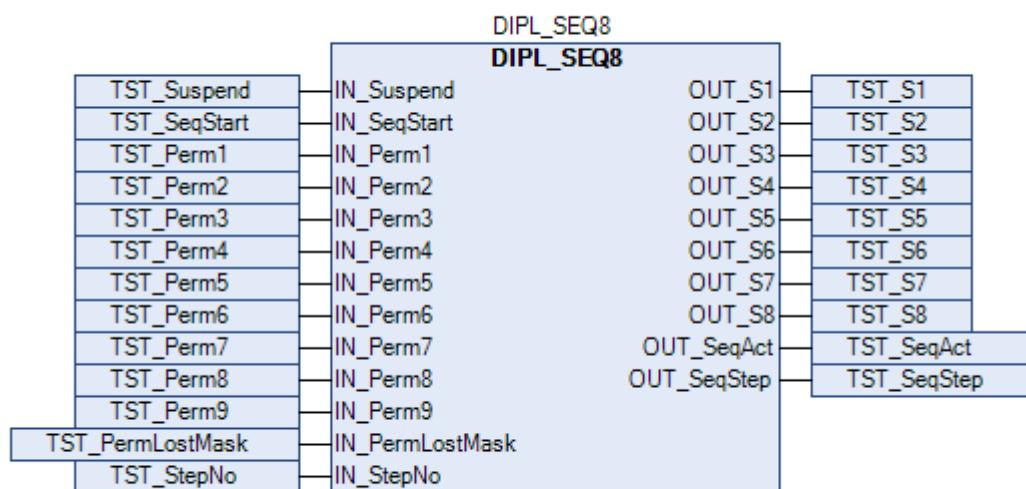 DIPL_SEQ8
DIPL_SEQ8
TST_Suspend IN_Suspend OUT_S1 TST_S1
TST_SeqStart IN_SeqStart OUT_S2 TST_S2
TST_Perm1 IN_Perm1 OUT_S3 TST_S3
TST_Perm2 IN_Perm2 OUT_S4 TST_S4
TST_Perm3 IN_Perm3 OUT_S5 TST_S5
TST_Perm4 IN_Perm4 OUT_S6 TST_S6
TST_Perm5 IN_Perm5 OUT_S7 TST_S7
TST_Perm6 IN_Perm6 OUT_S8 TST_S8
TST_Perm7 IN_Perm7 OUT_SeqAct TST_SeqAct
TST_Perm8 IN_Perm8 OUT_SeqStep TST_SeqStep
TST_Perm9 IN_Perm9
TST_PermLostMask IN_PermLostMask
TST_StepNo IN_StepNo